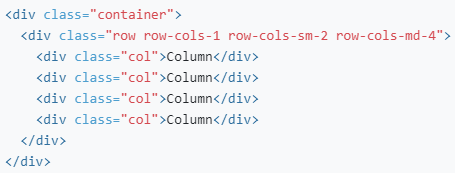 <div class="container">
  <div class="row row-cols-1 row-cols-sm-2 row-cols-md-4">
    <div class="col">Column</div>
    <div class="col">Column</div>
    <div class="col">Column</div>
    <div class="col">Column</div>
  </div>
</div>